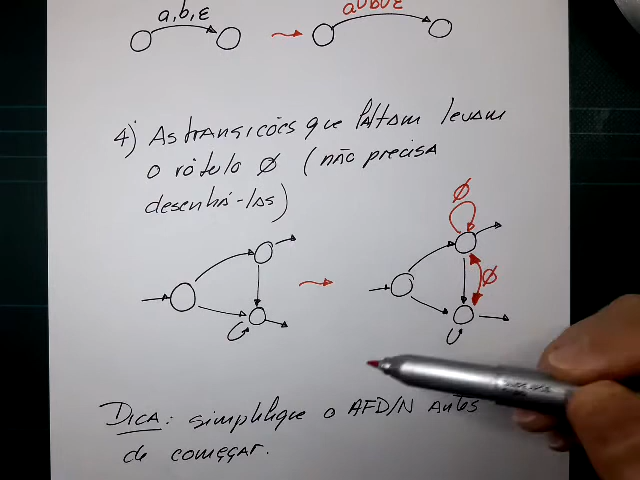 a,b,ε
a∪b∪ε
4) As transições que faltam levam
o rótulo Ø (não precisa
desenhá-las)
Ø
Ø
Dica: simplifique o AFD/N antes
de começar.